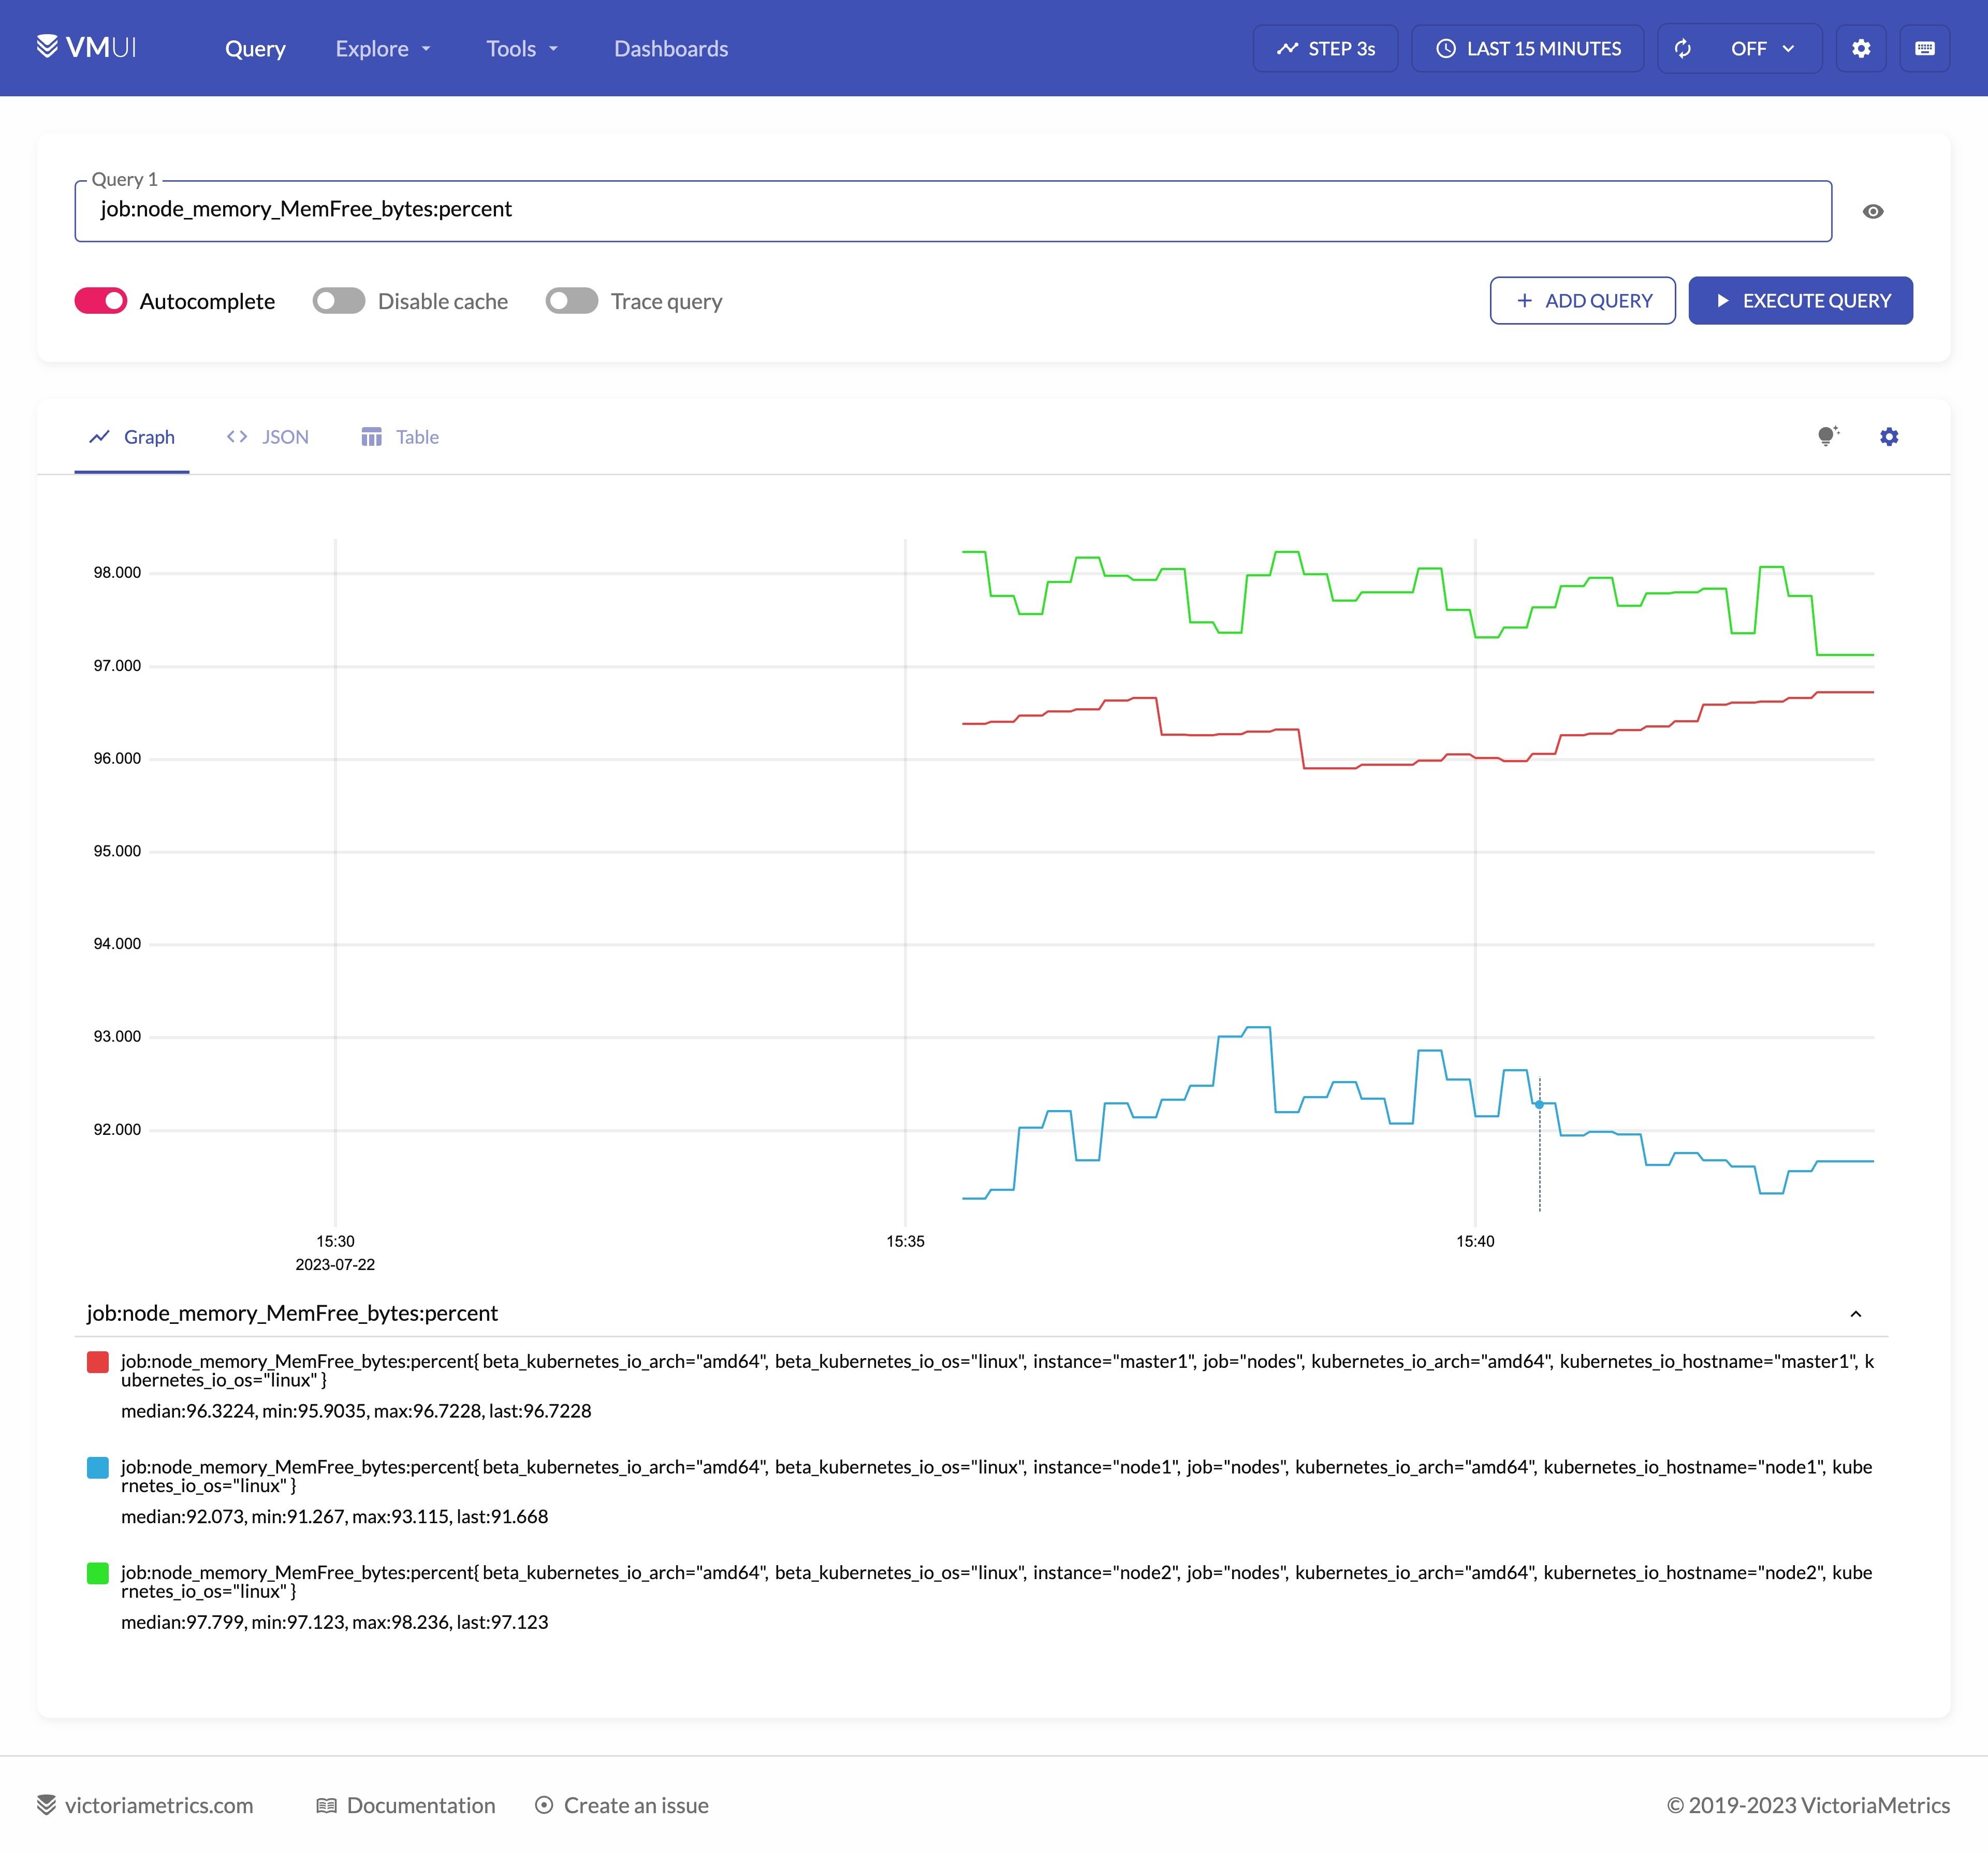 VMUI Query Explore Tools Dashboards STEP 3s LAST 15 MINUTES OFF
Query 1
job:node_memory_MemFree_bytes:percent
Autocomplete Disable cache Trace query + ADD QUERY EXECUTE QUERY
Graph <> JSON Table
98.000
97.000
96.000
95.000
94.000
93.000
92.000
15:30 15:35 15:40
2023-07-22
job:node_memory_MemFree_bytes:percent
job:node_memory_MemFree_bytes:percent{ beta_kubernetes_io_arch="amd64", beta_kubernetes_io_os="linux", instance="master1", job="nodes", kubernetes_io_arch="amd64", kubernetes_io_hostname="master1", k
ubernetes_io_os="linux" }
median:96.3224, min:95.9035, max:96.7228, last:96.7228
job:node_memory_MemFree_bytes:percent{ beta_kubernetes_io_arch="amd64", beta_kubernetes_io_os="linux", instance="node1", job="nodes", kubernetes_io_arch="amd64", kubernetes_io_hostname="node1", kube
rnetes_io_os="linux" }
median:92.073, min:91.267, max:93.115, last:91.668
job:node_memory_MemFree_bytes:percent{ beta_kubernetes_io_arch="amd64", beta_kubernetes_io_os="linux", instance="node2", job="nodes", kubernetes_io_arch="amd64", kubernetes_io_hostname="node2", kube
rnetes_io_os="linux" }
median:97.799, min:97.123, max:98.236, last:97.123
victoriametrics.com Documentation Create an issue © 2019-2023 VictoriaMetrics